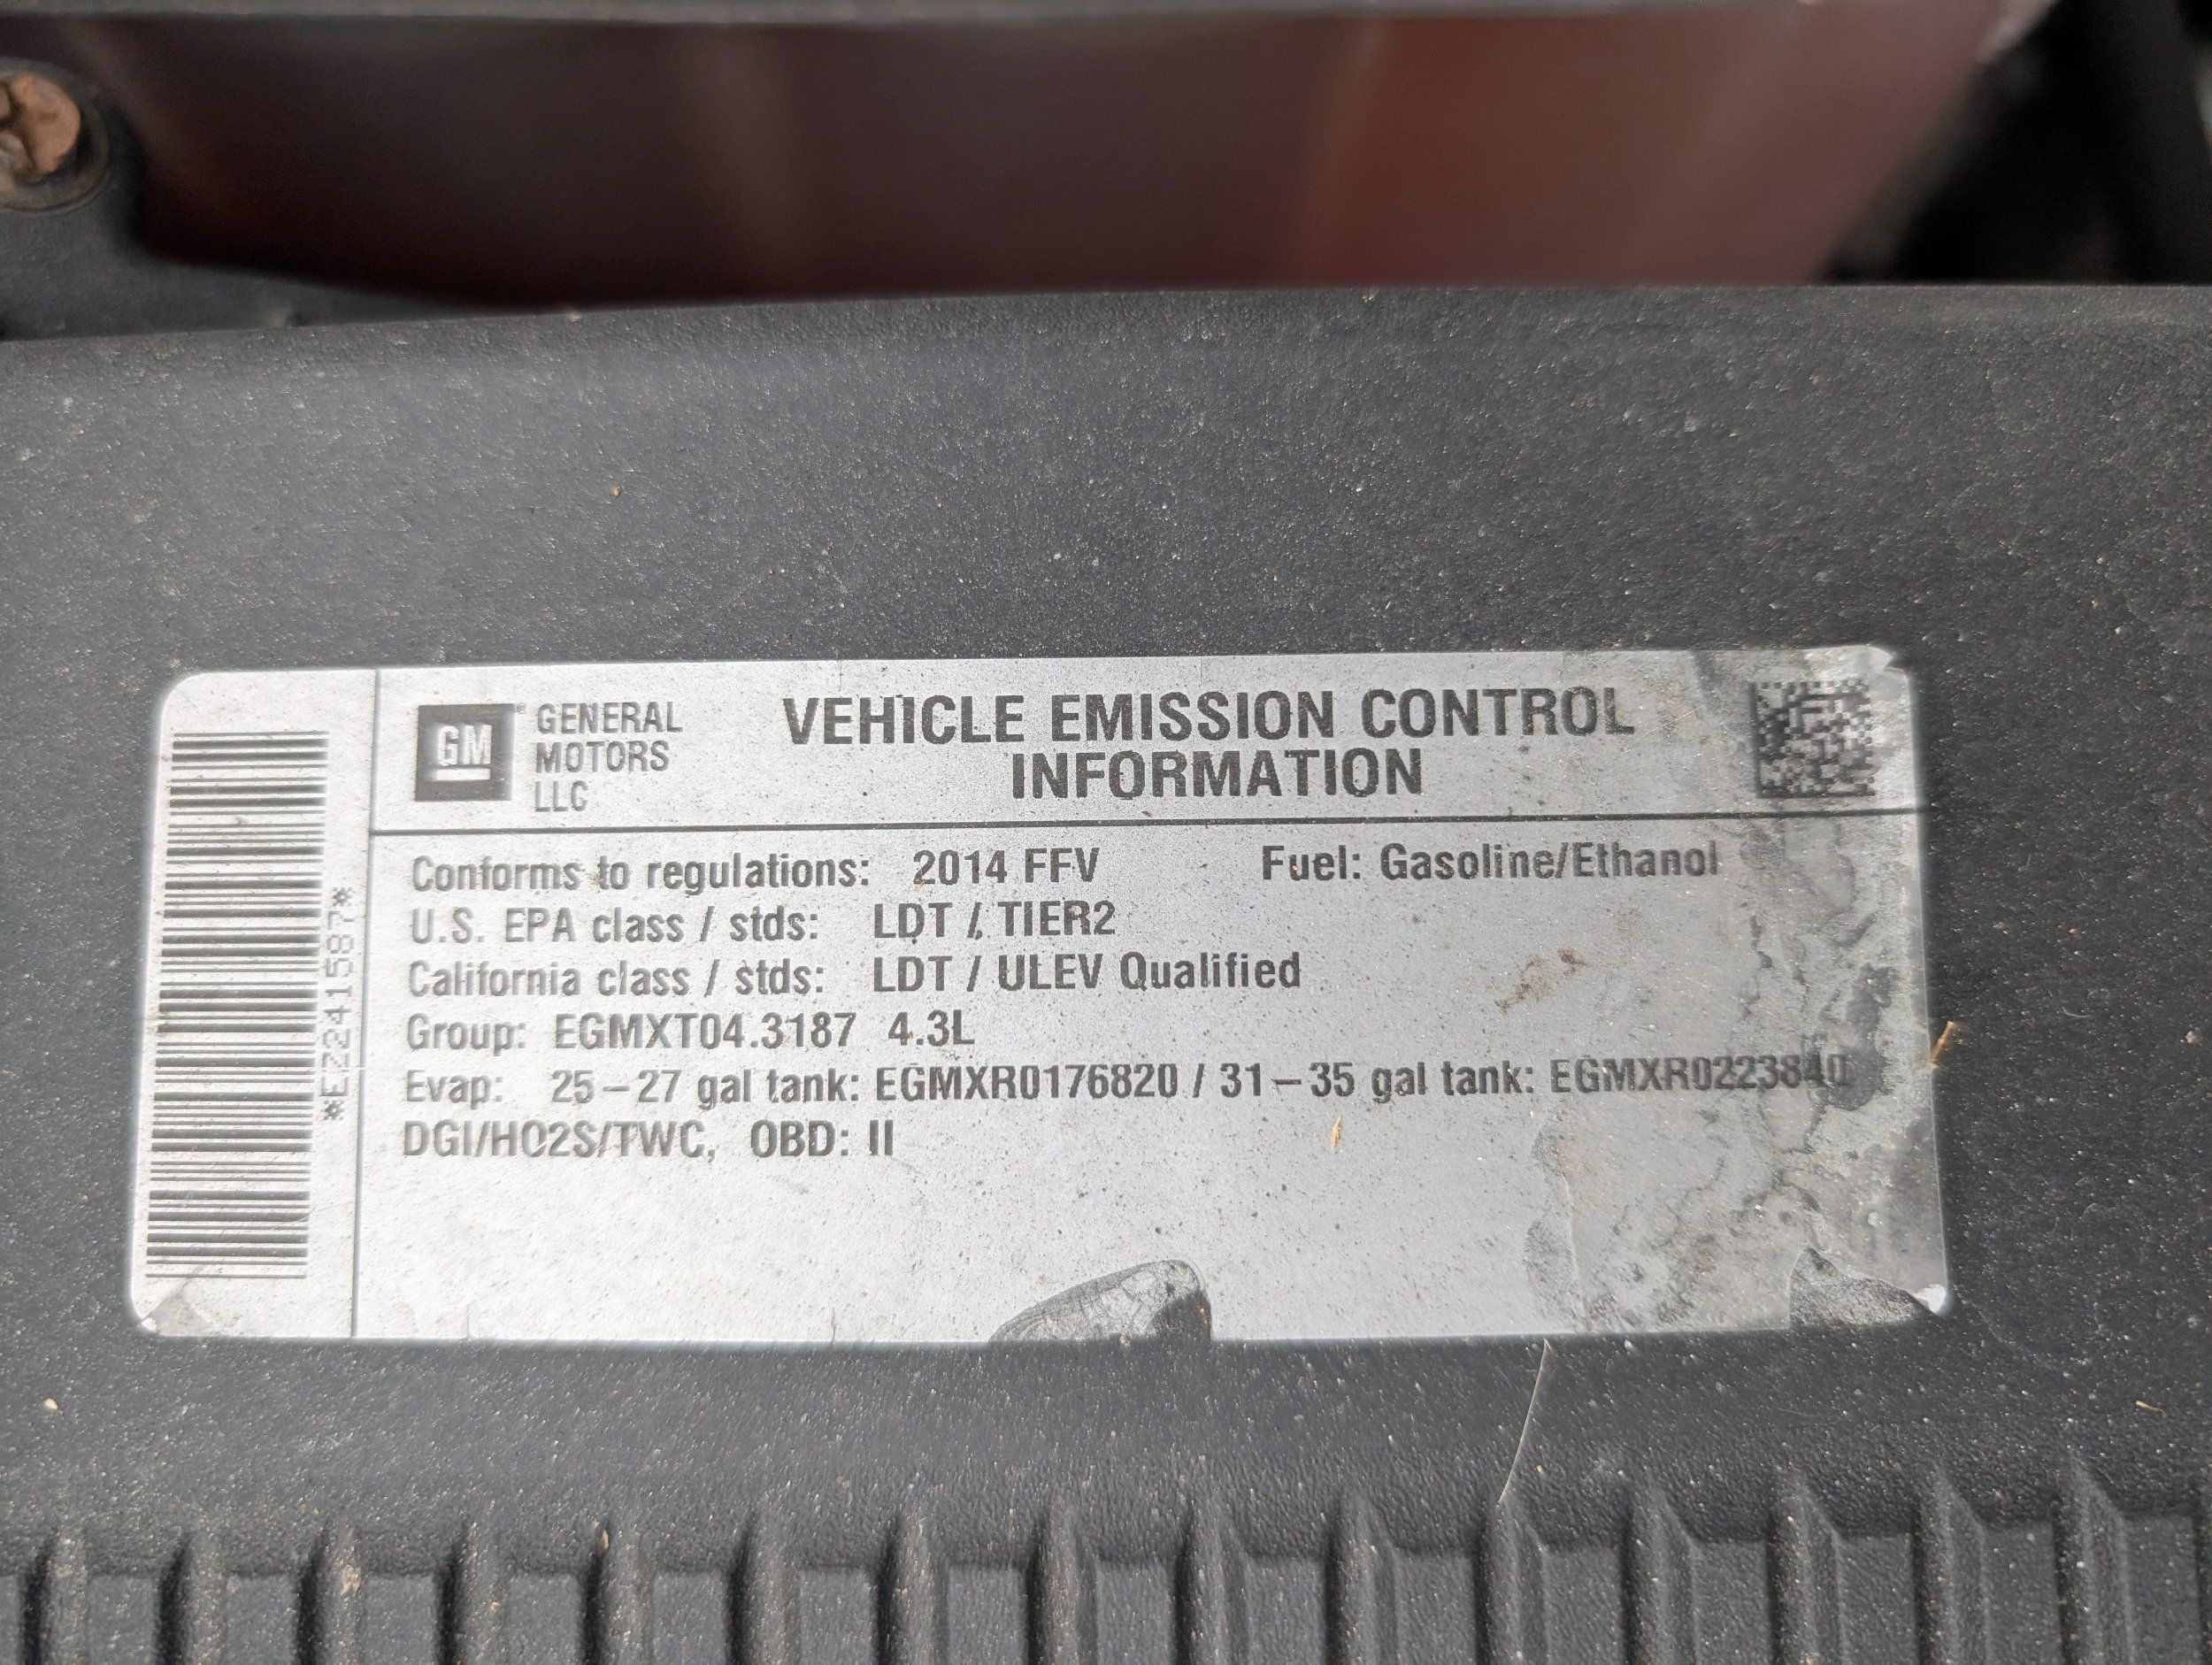 GM
®
GENERAL
MOTORS
LLC
VEHICLE EMISSION CONTROL
INFORMATION
Conforms to regulations: 2014 FFV Fuel: Gasoline/Ethanol
U.S. EPA class / stds: LDT / TIER2
California class / stds: LDT / ULEV Qualified
Group: EGMXT04.3187 4.3L
Evap: 25–27 gal tank: EGMXR0176820 / 31–35 gal tank: EGMXR0223840
DGI/HO2S/TWC, OBD: II
*EZ241587*